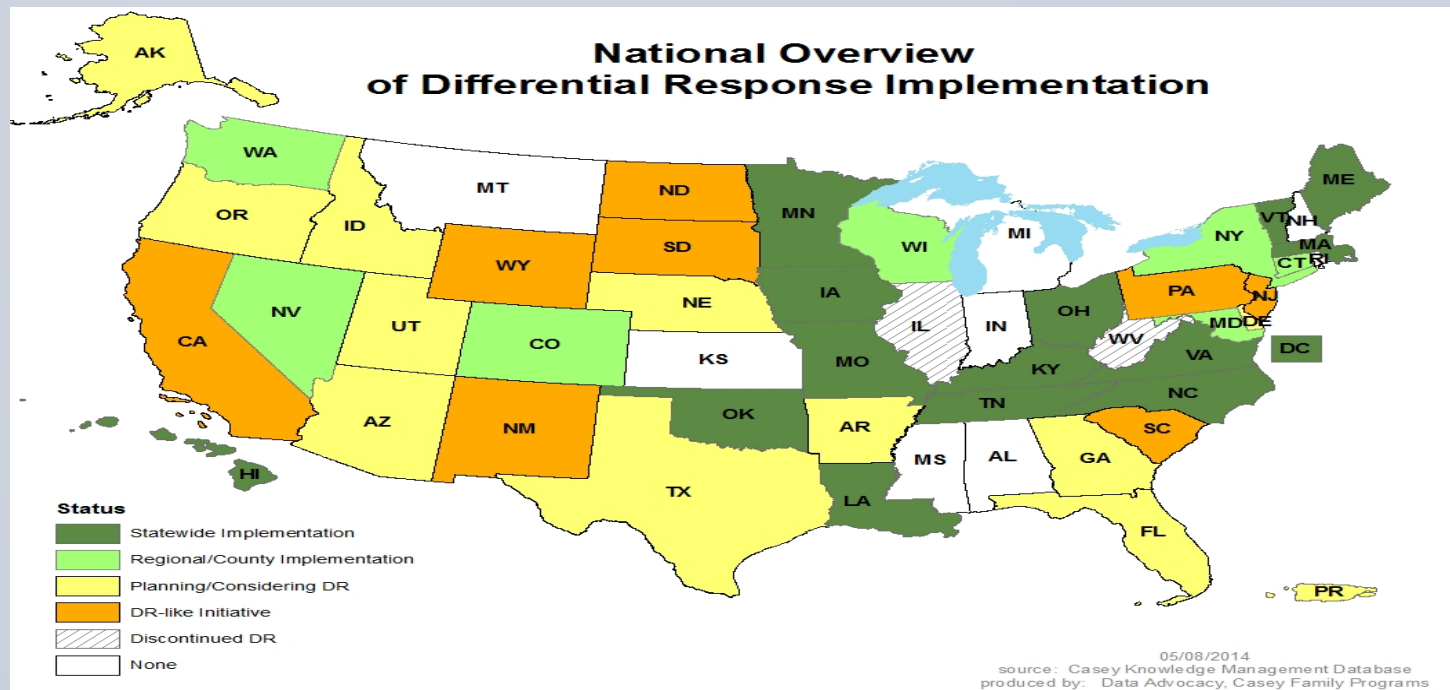 National Overview
of Differential Response Implementation
AK
WA
MT
ND
MN
ME
OR
ID
SD
WI
MI
NY
VT
NH
MA
WY
CT
RI
IA
NE
PA
NJ
NV
UT
CO
IL
IN
OH
MD
DE
CA
KS
MO
WV
VA
DC
KY
NC
TN
AZ
NM
OK
AR
SC
MS
AL
GA
HI
TX
LA
FL
PR
Status
Statewide Implementation
Regional/County Implementation
Planning/Considering DR
DR-like Initiative
Discontinued DR
None
05/08/2014
source: Casey Knowledge Management Database
produced by: Data Advocacy, Casey Family Programs